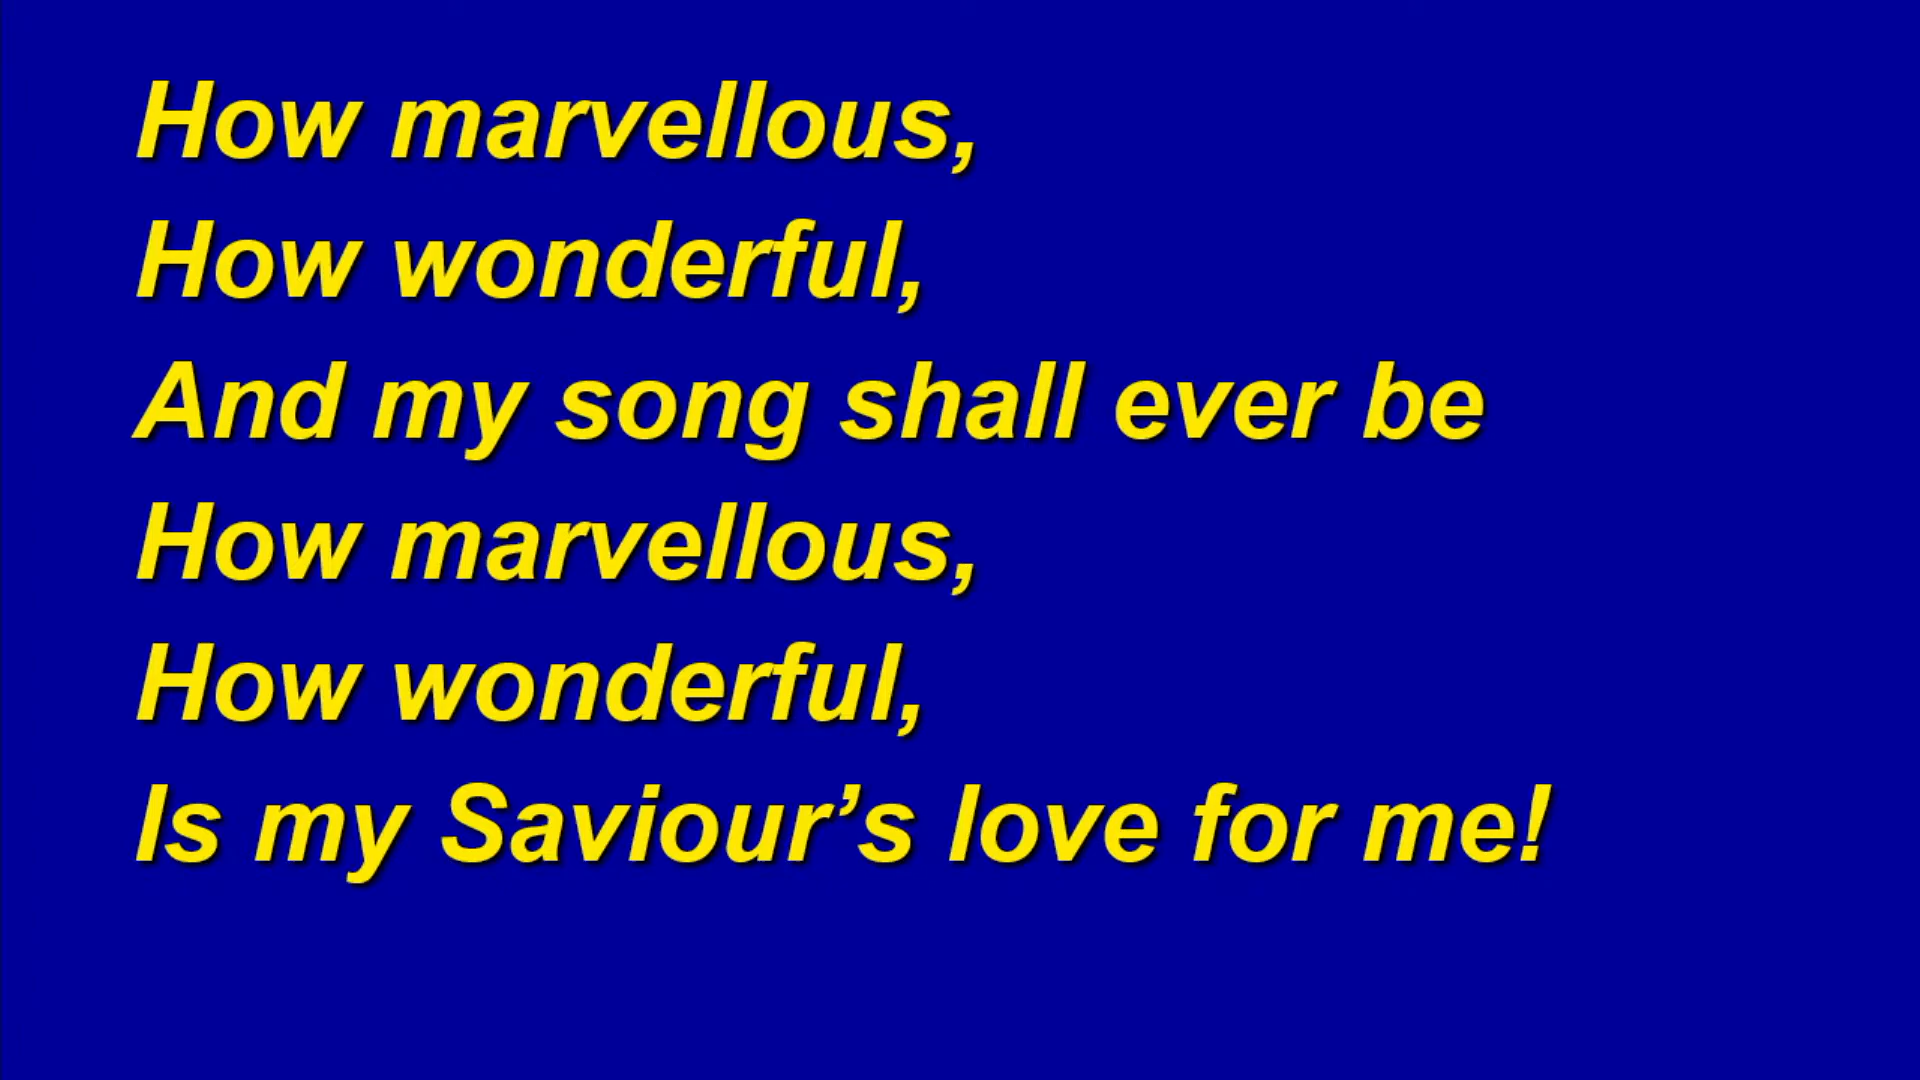 How marvellous,
How wonderful,
And my song shall ever be
How marvellous,
How wonderful,
Is my Saviour’s love for me!